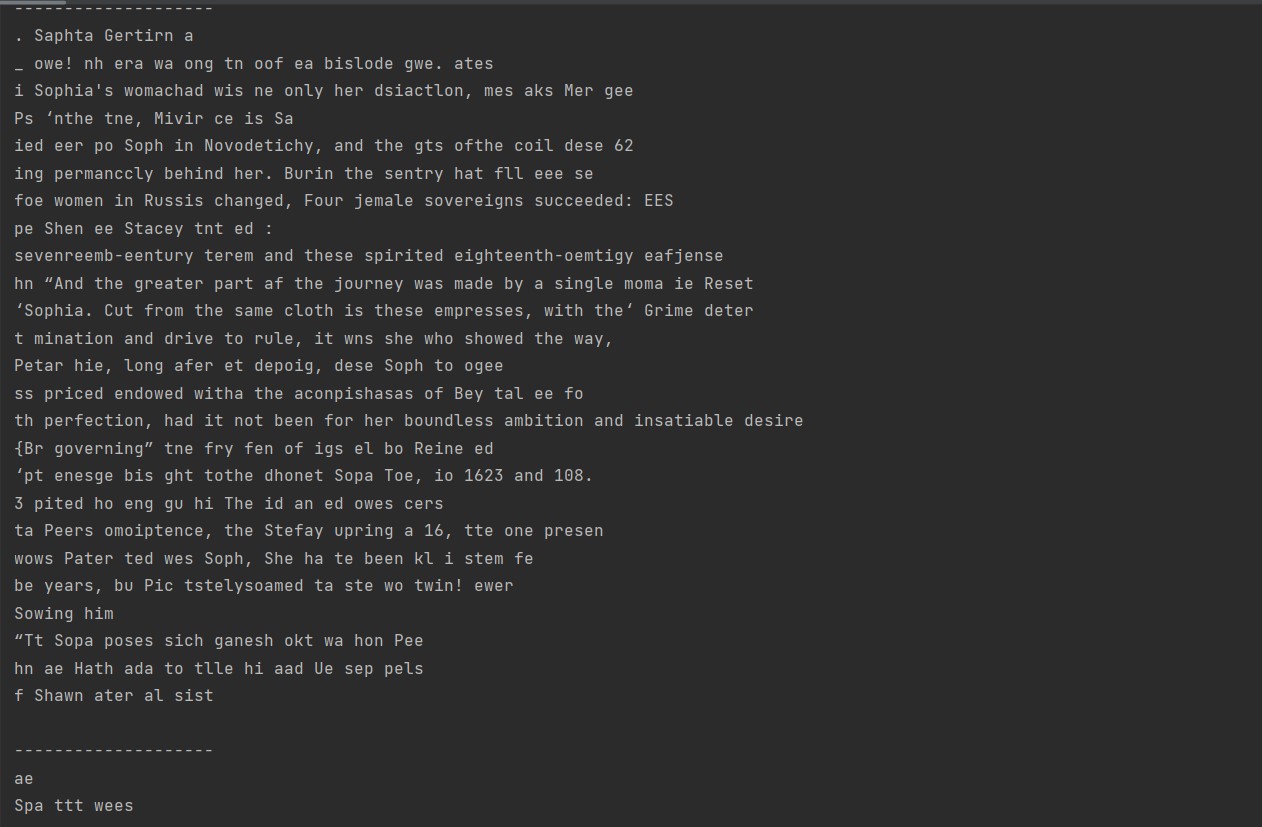 --------------------
. Saphta Gertirn a
_ owe! nh era wa ong tn oof ea bislode gwe. ates
i Sophia's womachad wis ne only her dsiactlon, mes aks Mer gee
Ps ‘nthe tne, Mivir ce is Sa
ied eer po Soph in Novodetichy, and the gts ofthe coil dese 62
ing permanccly behind her. Burin the sentry hat fll eee se
foe women in Russis changed, Four jemale sovereigns succeeded: EES
pe Shen ee Stacey tnt ed :
sevenreemb-eentury terem and these spirited eighteenth-oemtigy eafjense
hn “And the greater part af the journey was made by a single moma ie Reset
‘Sophia. Cut from the same cloth is these empresses, with the‘ Grime deter
t mination and drive to rule, it wns she who showed the way,
Petar hie, long afer et depoig, dese Soph to ogee
ss priced endowed witha the aconpishasas of Bey tal ee fo
th perfection, had it not been for her boundless ambition and insatiable desire
{Br governing” tne fry fen of igs el bo Reine ed
‘pt enesge bis ght tothe dhonet Sopa Toe, io 1623 and 108.
3 pited ho eng gu hi The id an ed owes cers
ta Peers omoiptence, the Stefay upring a 16, tte one presen
wows Pater ted wes Soph, She ha te been kl i stem fe
be years, bu Pic tstelysoamed ta ste wo twin! ewer
Sowing him
“Tt Sopa poses sich ganesh okt wa hon Pee
hn ae Hath ada to tlle hi aad Ue sep pels
f Shawn ater al sist
--------------------
ae
Spa ttt wees